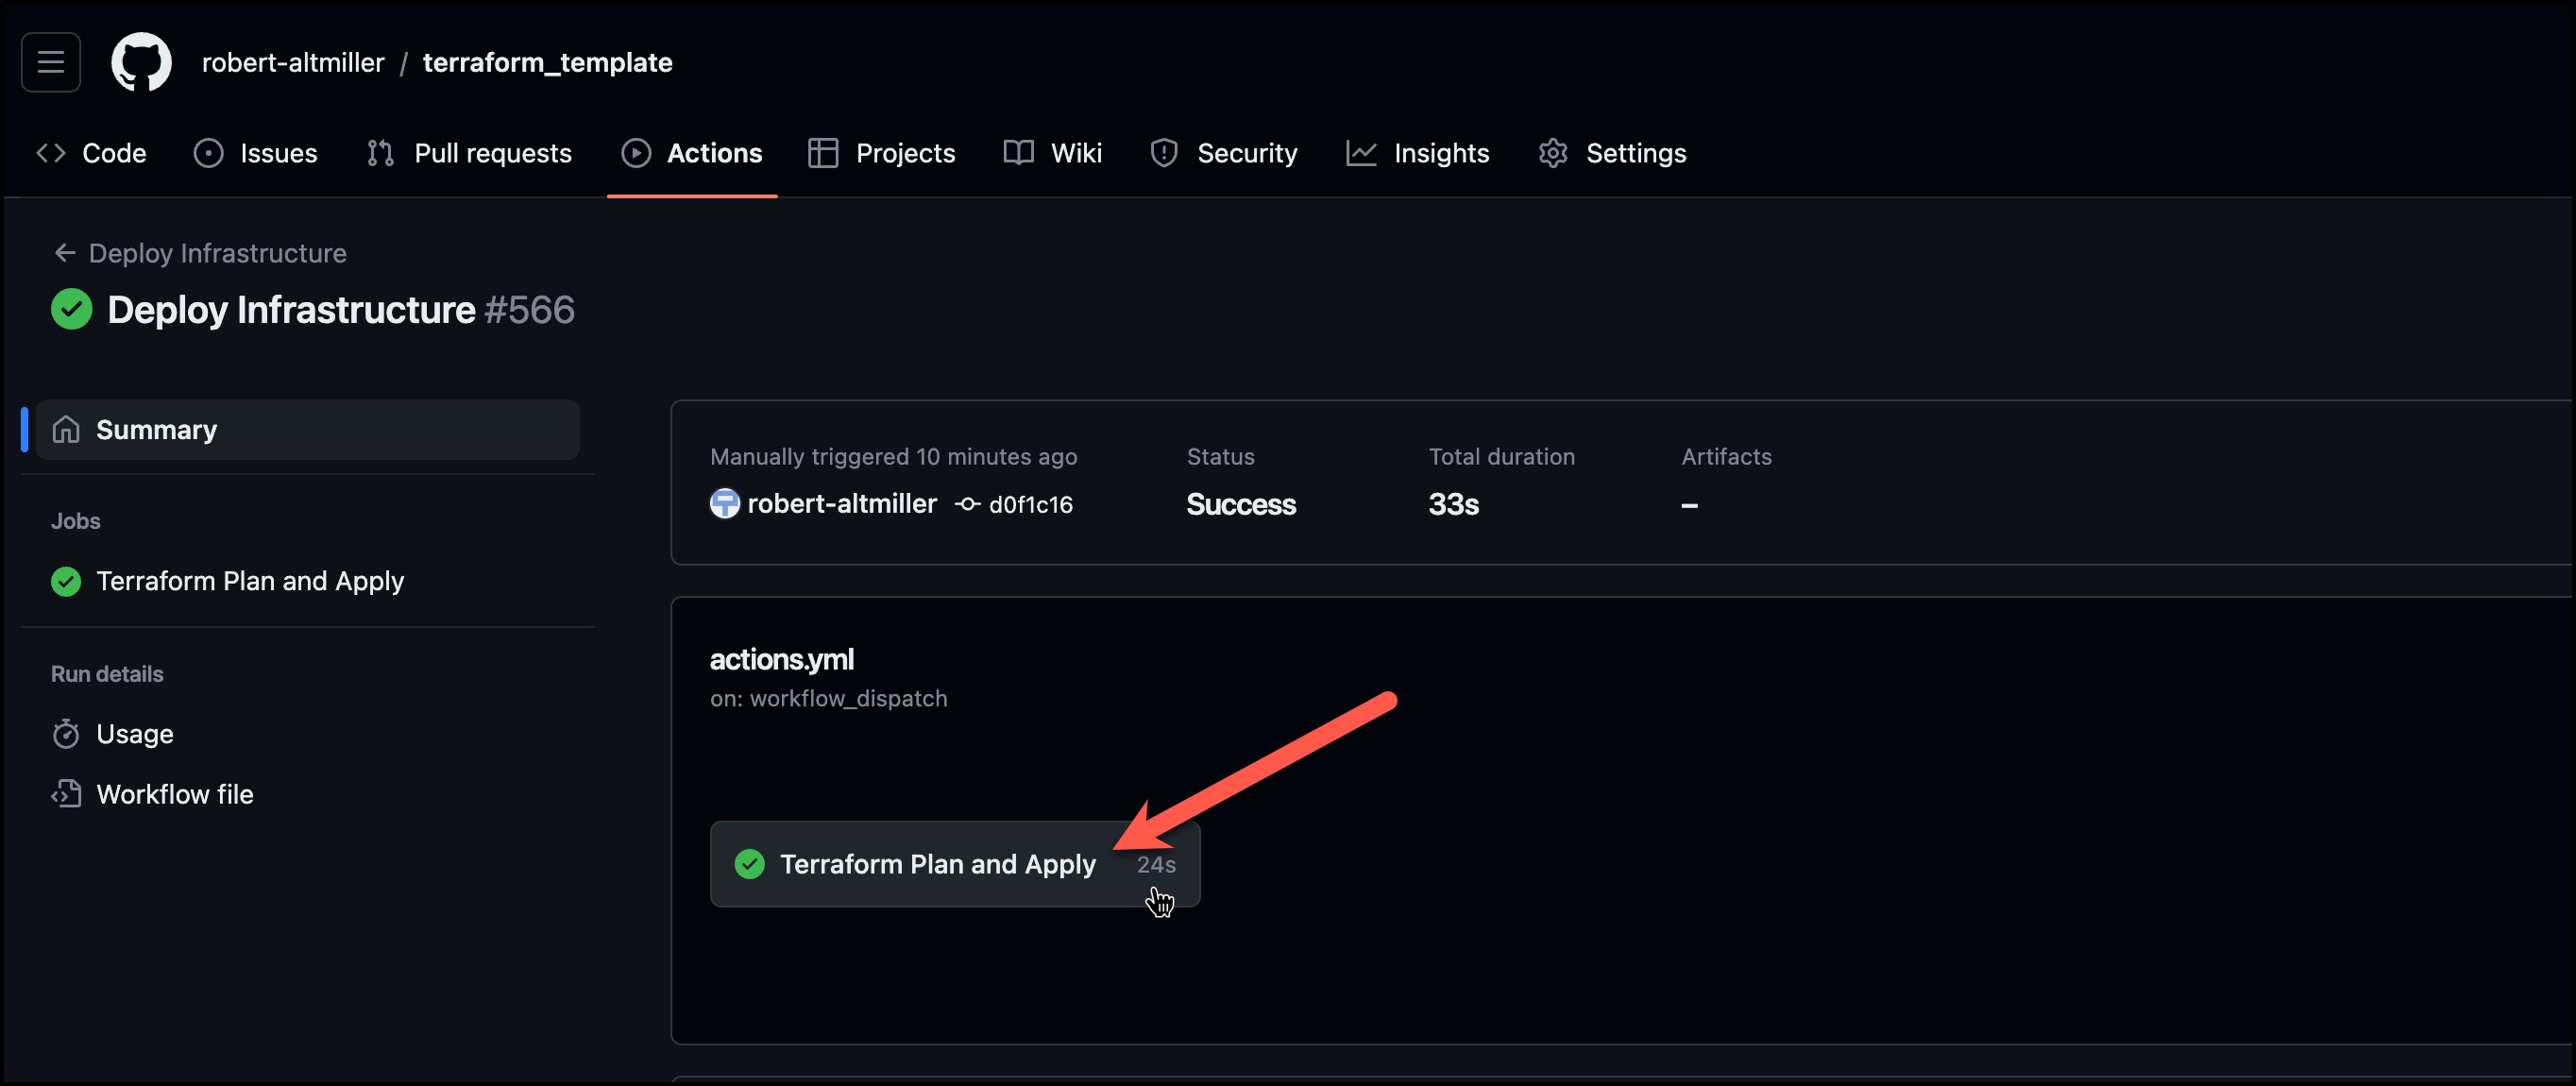 robert-altmiller / terraform_template
Code Issues Pull requests Actions Projects Wiki Security Insights Settings
← Deploy Infrastructure
Deploy Infrastructure #566
Summary
Jobs
Terraform Plan and Apply
Run details
Usage
Workflow file
Manually triggered 10 minutes ago
robert-altmiller d0f1c16
Status
Success
Total duration
33s
Artifacts
–
actions.yml
on: workflow_dispatch
Terraform Plan and Apply 24s